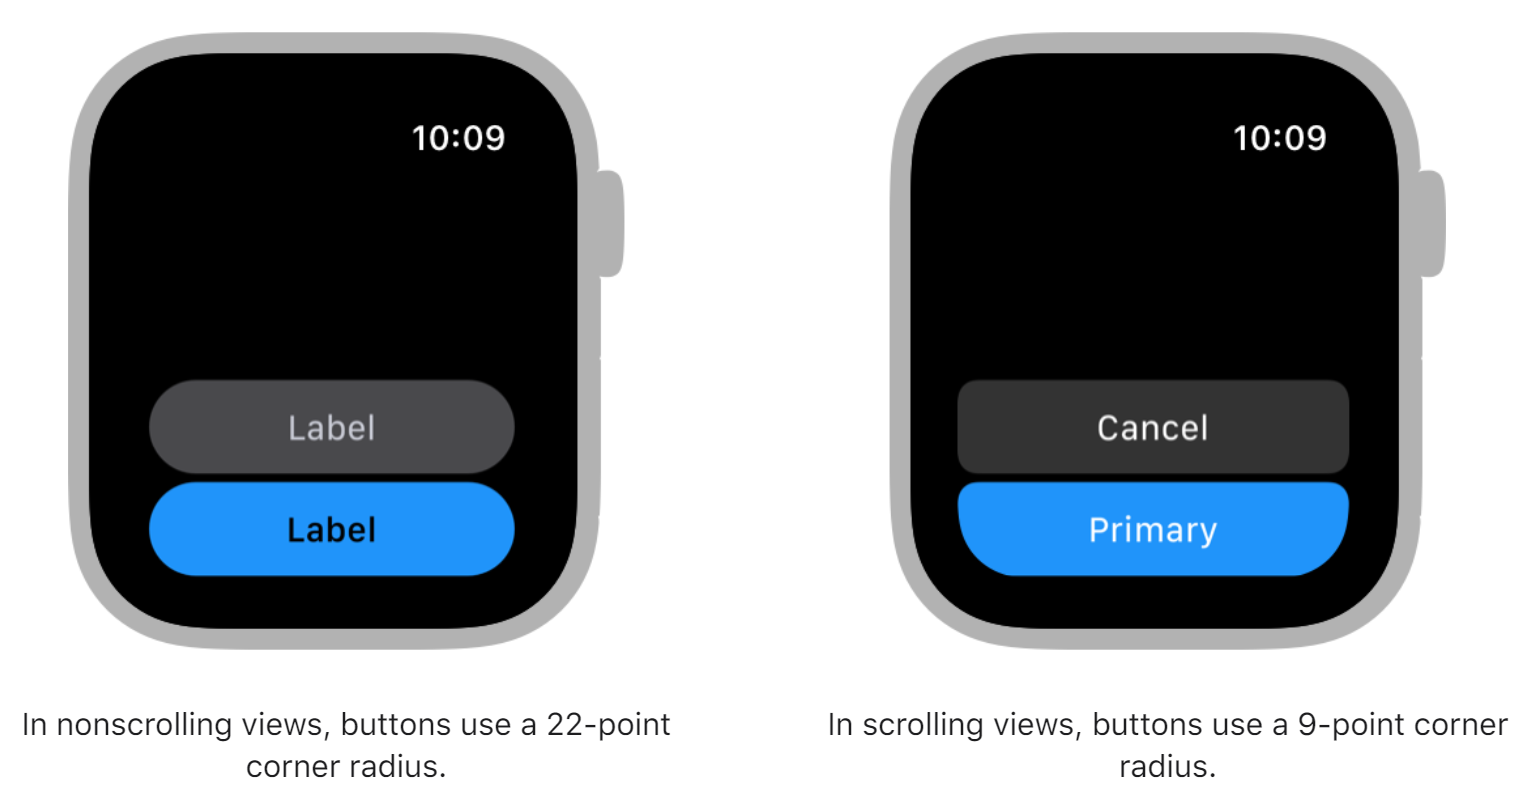 10:09
Label
Label
In nonscrolling views, buttons use a 22-point
corner radius.
10:09
Cancel
Primary
In scrolling views, buttons use a 9-point corner
radius.